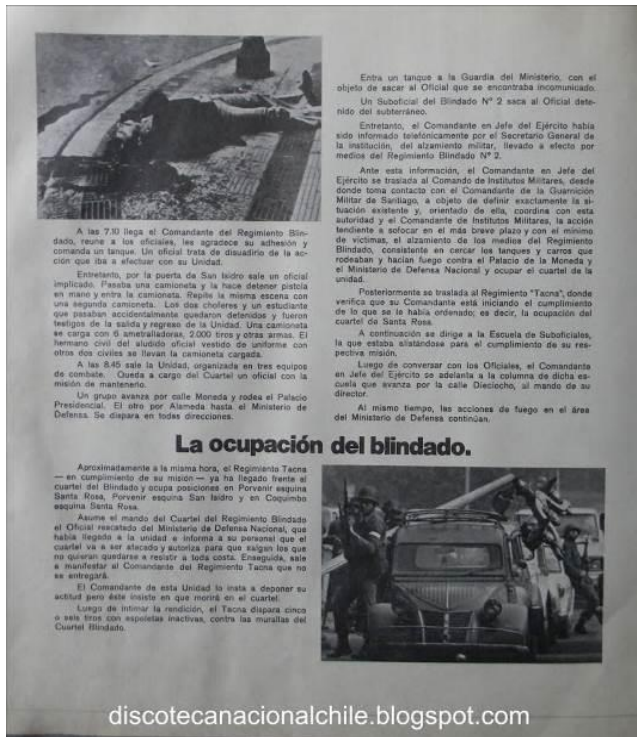 A las 7.10 llega el Comandante del Regimiento Blin-
dado, reune a los oficiales, les agradece su adhesión y
comanda un tanque. Un oficial trata de disuadirlo de la ac-
ción que iba a efectuar con su Unidad.
Entretanto, por la puerta de San Isidro sale un oficial
implicado. Pasaba una camioneta y la hace detener pistola
en mano y entra la camioneta. Repite la misma escena con
una segunda camioneta. Los dos choferes y un estudiante
que pasaban accidentalmente quedaron detenidos y fueron
testigos de la salida y regreso de la Unidad. Una camioneta
se carga con 6 ametralladoras, 2.000 tiros y otras armas. El
hermano civil del aludido oficial vestido de uniforme con
otros dos civiles se llevan la camioneta cargada.
A las 8.45 sale la Unidad, organizada en tres equipos
de combate. Queda a cargo del Cuartel un oficial con la
misión de mantenerlo.
Un grupo avanza por calle Moneda y rodea el Palacio
Presidencial. El otro por Alameda hasta el Ministerio de
Defensa. Se dispara en todas direcciones.
Entra un tanque a la Guardia del Ministerio, con el
objeto de sacar al Oficial que se encontraba incomunicado.
Un Suboficial del Blindado Nº 2 saca al Oficial dete-
nido del subterráneo.
Entretanto, el Comandante en Jefe del Ejército había
sido informado telefónicamente por el Secretario General de
la institución, del alzamiento militar, llevado a efecto por
medios del Regimiento Blindado Nº 2.
Ante esta información, el Comandante en Jefe del
Ejército se traslada al Comando de Institutos Militares, desde
donde toma contacto con el Comandante de la Guarnición
Militar de Santiago, a objeto de definir exactamente la si-
tuación existente y, orientado de ella, coordina con esta
autoridad y el Comandante de Institutos Militares, la acción
tendiente a sofocar en el más breve plazo y con el mínimo
de víctimas, el alzamiento de los medios del Regimiento
Blindado, consistente en cercar los tanques y carros que
rodeaban y hacían fuego contra el Palacio de la Moneda y
el Ministerio de Defensa Nacional y ocupar el cuartel de la
unidad.
Posteriormente se traslada al Regimiento "Tacna", donde
verifica que su Comandante está iniciando el cumplimiento
de lo que se le había ordenado; es decir, la ocupación del
cuartel de Santa Rosa.
A continuación se dirige a la Escuela de Suboficiales,
la que estaba alistándose para el cumplimiento de su res-
pectiva misión.
Luego de conversar con los Oficiales, el Comandante
en Jefe del Ejército se adelanta a la columna de dicha es-
cuela que avanza por la calle Dieciocho, al mando de su
director.
Al mismo tiempo, las acciones de fuego en el área
del Ministerio de Defensa continúan.
La ocupación del blindado.
Aproximadamente a la misma hora, el Regimiento Tacna
— en cumplimiento de su misión — ya ha llegado frente el
cuartel del Blindado y ocupa posiciones en Porvenir esquina
Santa Rosa, Porvenir esquina San Isidro y en Coquimbo
esquina Santa Rosa.
Asume el mando del Cuartel del Regimiento Blindado
el Oficial rescatado del Ministerio de Defensa Nacional, que
había llegado a la unidad e informa a su personal que el
cuartel va a ser atacado y autoriza para que salgan los que
no quieran quedarse a resistir a toda costa. Enseguida, sale
a manifestar al Comandante del Regimiento Tacna que no
se entregará.
El Comandante de esta Unidad lo insta a deponer su
actitud pero éste insiste en que morirá en el cuartel.
Luego de intimar la rendición, el Tacna dispara cinco
o seis tiros con espoletas inactivas, contra las murallas del
Cuartel Blindado.
discotecanacionalchile.blogspot.com